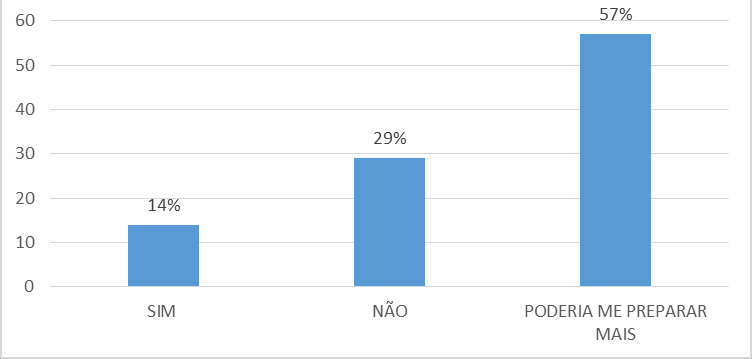 60
50
40
30
20
10
0
14%
29%
57%
SIM
NÃO
PODERIA ME PREPARAR
MAIS